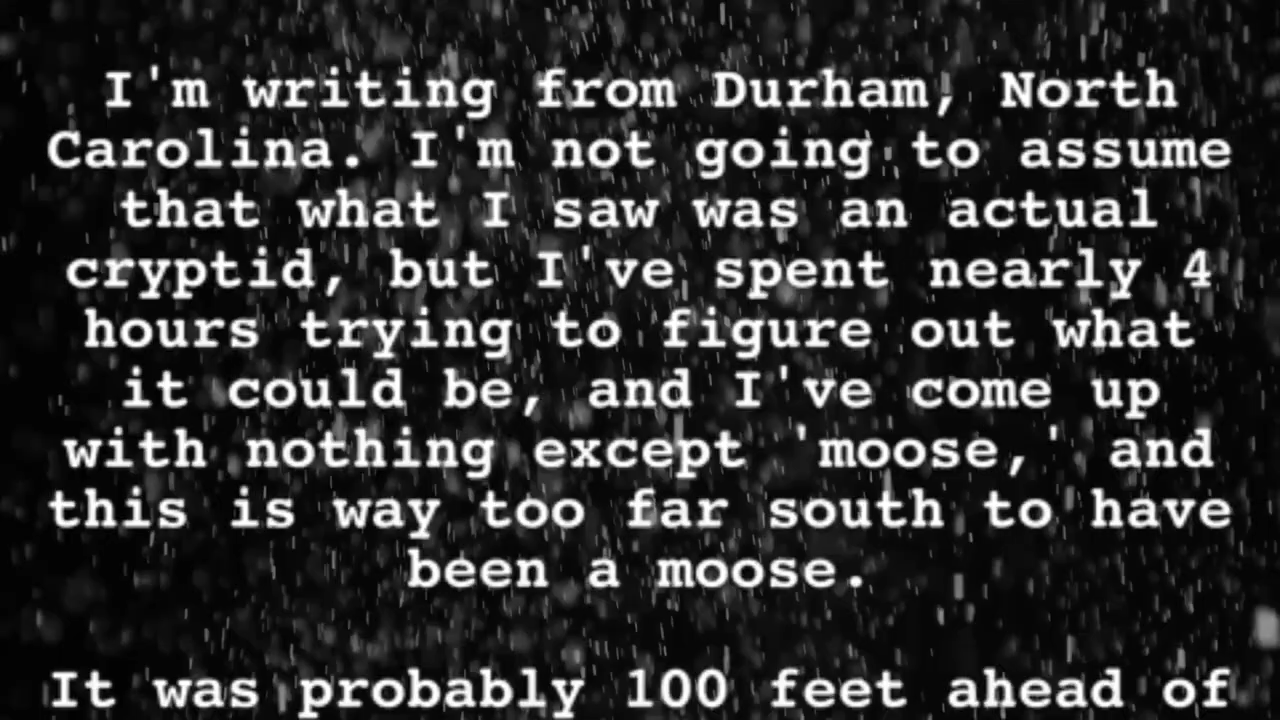 I'm writing from Durham, North
Carolina. I'm not going to assume
that what I saw was an actual
cryptid, but I've spent nearly 4
hours trying to figure out what
it could be, and I've come up
with nothing except 'moose,' and
this is way too far south to have
been a moose.
It was probably 100 feet ahead of